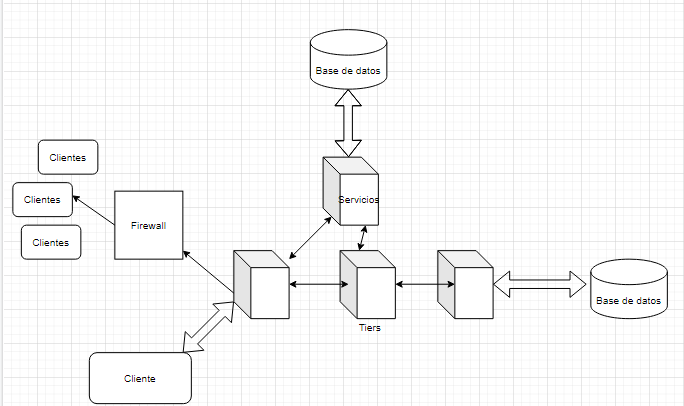 Base de datos
Clientes
Clientes
Clientes
Firewall
Servicios
Tiers
Base de datos
Cliente